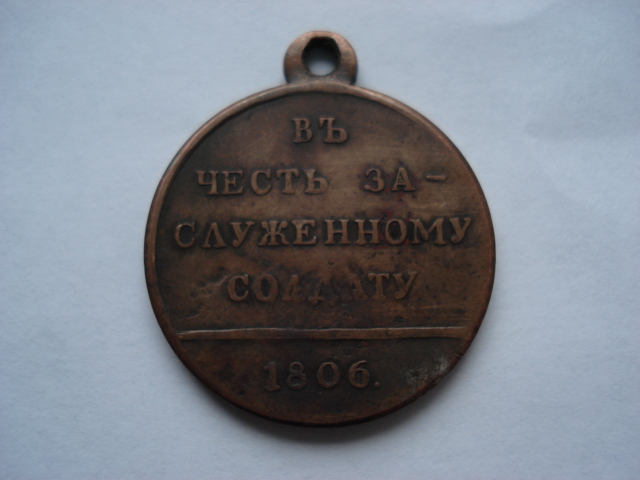 ВЪ
ЧЕСТЬ ЗА-
СЛУЖЕННОМУ
СОЛДАТУ
1806.